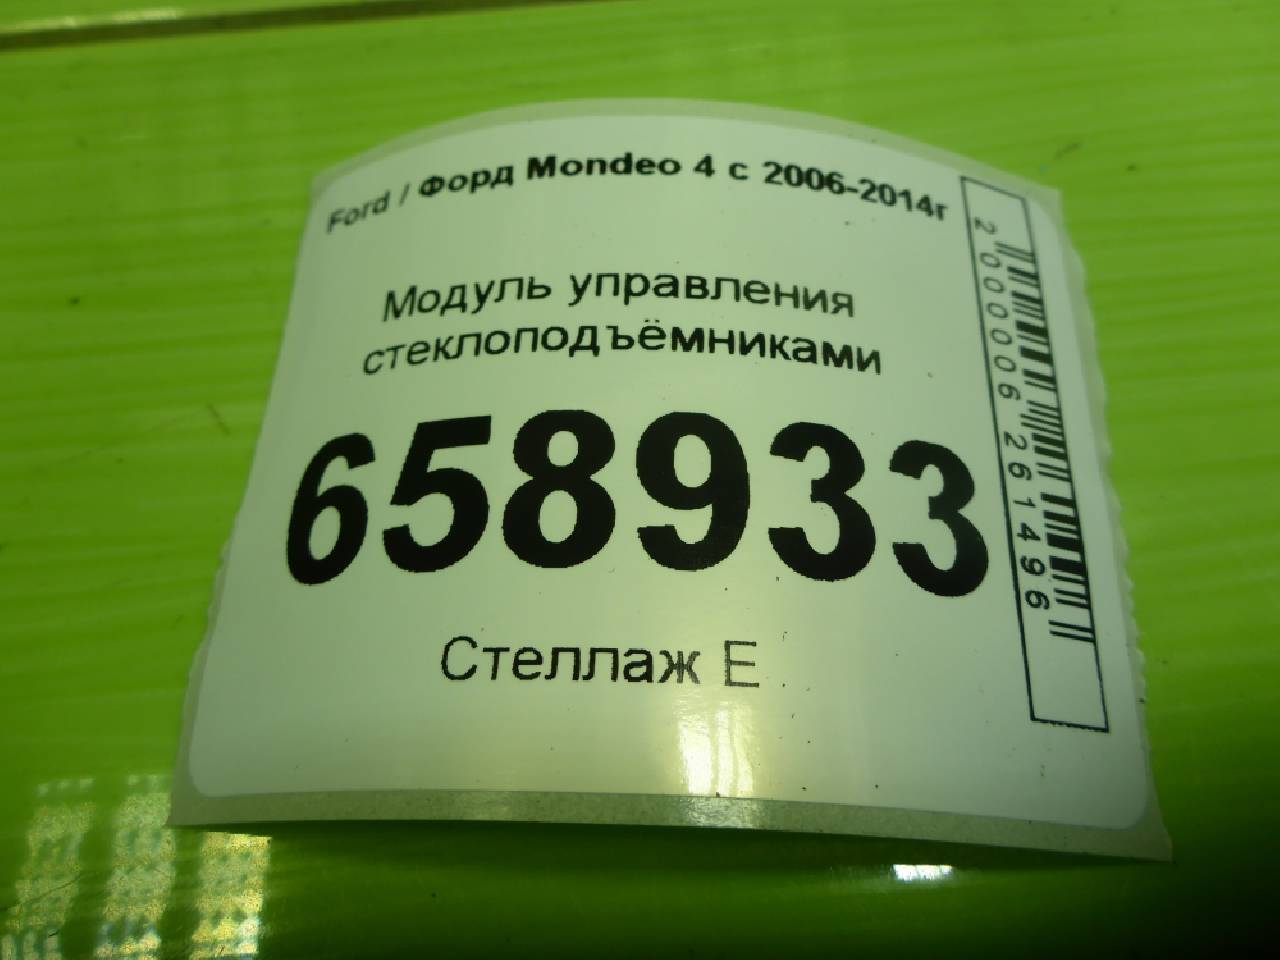 Ford / Форд Mondeo 4 с 2006-2014г
Модуль управления
стеклоподъёмниками
658933
Стеллаж Е
2000006261496